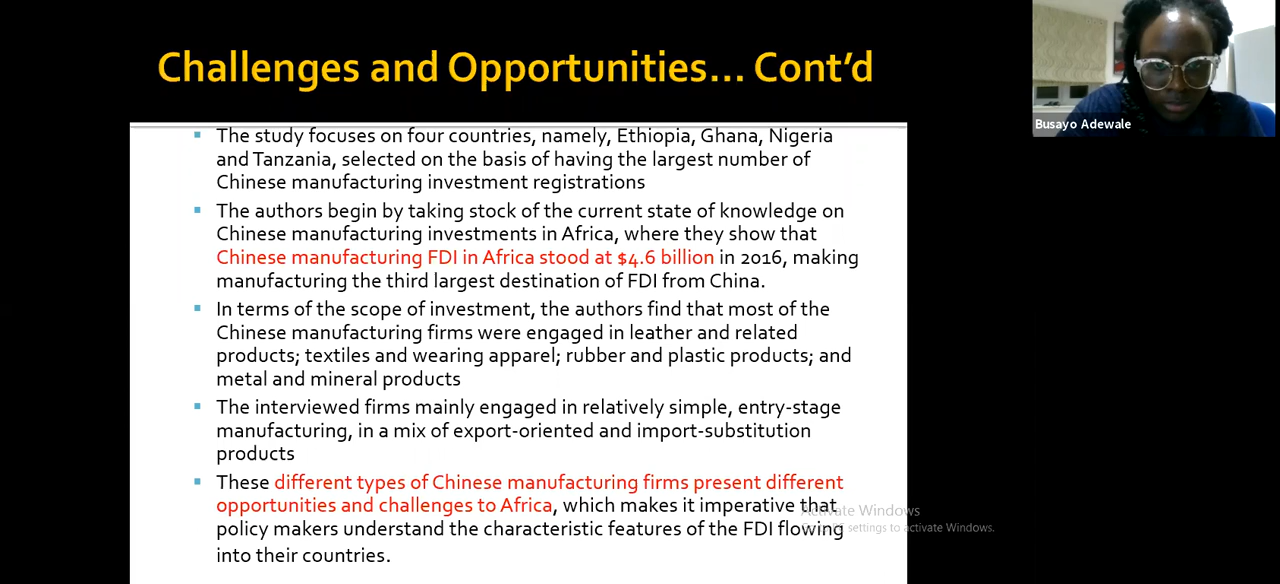 Challenges and Opportunities... Cont'd
Busayo Adewale
▪ The study focuses on four countries, namely, Ethiopia, Ghana, Nigeria
and Tanzania, selected on the basis of having the largest number of
Chinese manufacturing investment registrations
▪ The authors begin by taking stock of the current state of knowledge on
Chinese manufacturing investments in Africa, where they show that
Chinese manufacturing FDI in Africa stood at $4.6 billion in 2016, making
manufacturing the third largest destination of FDI from China.
▪ In terms of the scope of investment, the authors find that most of the
Chinese manufacturing firms were engaged in leather and related
products; textiles and wearing apparel; rubber and plastic products; and
metal and mineral products
▪ The interviewed firms mainly engaged in relatively simple, entry-stage
manufacturing, in a mix of export-oriented and import-substitution
products
▪ These different types of Chinese manufacturing firms present different
opportunities and challenges to Africa, which makes it imperative that
policy makers understand the characteristic features of the FDI flowing
into their countries.
Activate Windows
settings to activate Windows.